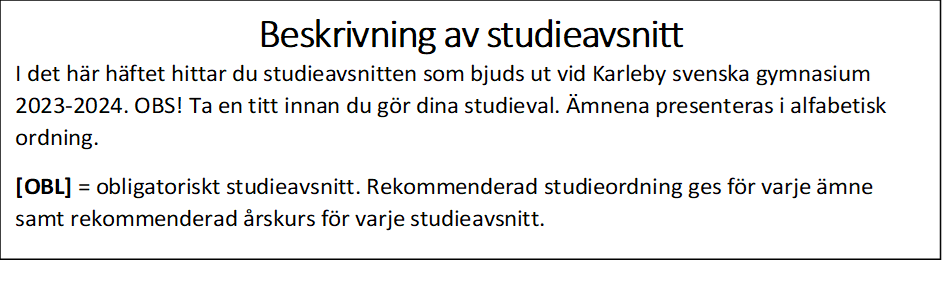 Beskrivning av studieavsnitt
I det här häftet hittar du studieavsnitten som bjuds ut vid Karleby svenska gymnasium
2023-2024. OBS! Ta en titt innan du gör dina studieval. Ämnena presenteras i alfabetisk
ordning.
[OBL] = obligatoriskt studieavsnitt. Rekommenderad studieordning ges för varje ämne
samt rekommenderad årskurs för varje studieavsnitt.